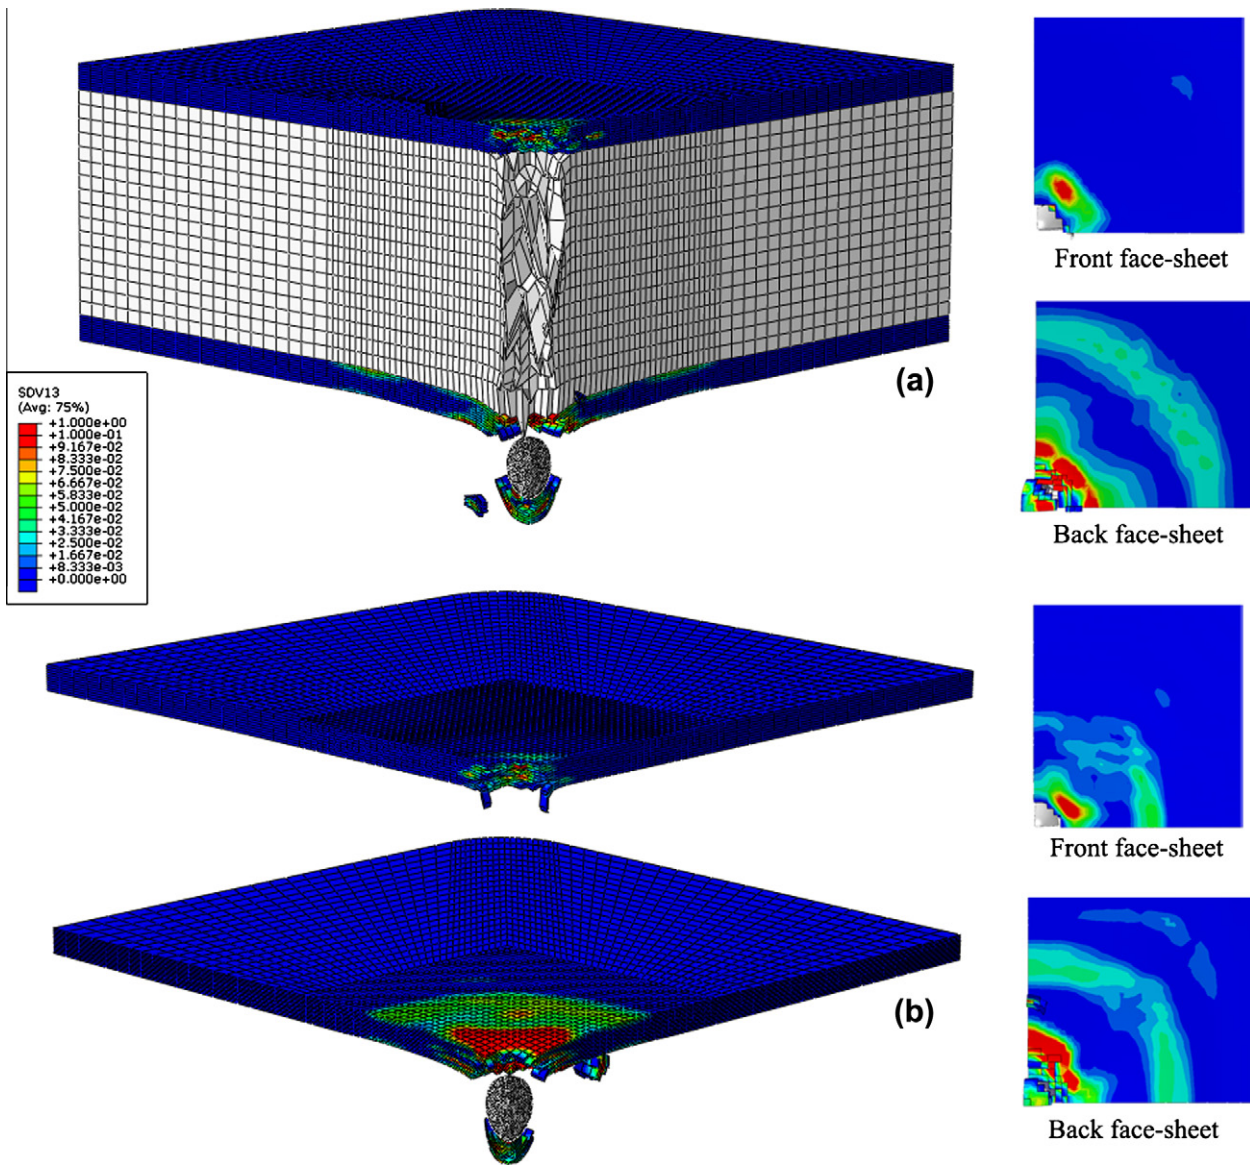 Front face-sheet
(a)
SDV13
(Avg: 75%)
+1.000e+00
+1.000e-01
+9.167e-02
+8.333e-02
+7.500e-02
+6.667e-02
+5.833e-02
+5.000e-02
+4.167e-02
+3.333e-02
+2.500e-02
+1.667e-02
+8.333e-03
+0.000e+00
Back face-sheet
Front face-sheet
(b)
Back face-sheet